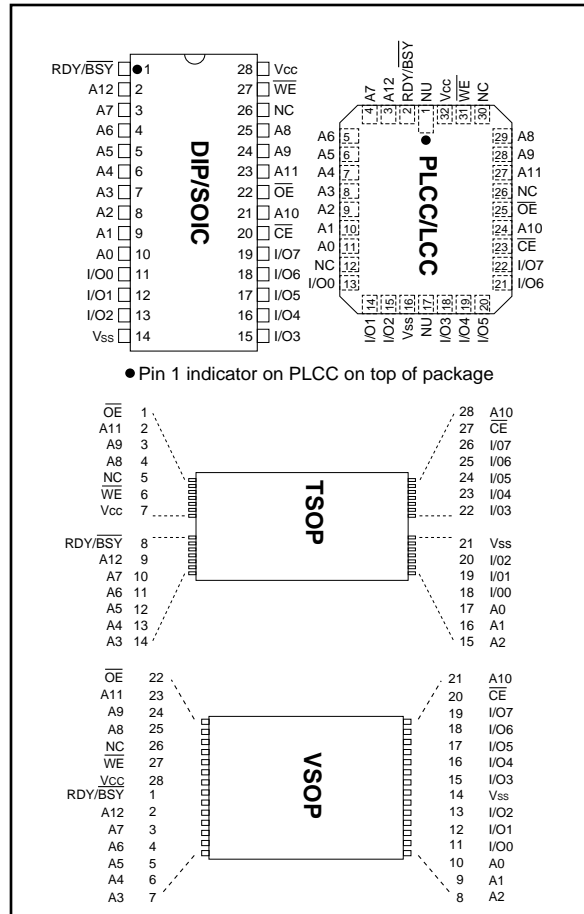 RDY/BSY 1 28 Vcc
A12 2 27 WE
A7 3 26 NC
A6 4 25 A8
A5 5 24 A9
A4 6 23 A11
A3 7 22 OE
A2 8 21 A10
A1 9 20 CE
A0 10 19 I/O7
I/O0 11 18 I/O6
I/O1 12 17 I/O5
I/O2 13 16 I/O4
Vss 14 15 I/O3
DIP/SOIC
A7 A12 RDY/BSY NU Vcc WE NC
4 3 2 1 32 31 30
A6 5 29 A8
A5 6 28 A9
A4 7 27 A11
A3 8 26 NC
A2 9 25 OE
A1 10 24 A10
A0 11 23 CE
NC 12 22 I/O7
I/O0 13 21 I/O6
14 15 16 17 18 19 20
I/O1 I/O2 Vss NU I/O3 I/O4 I/O5
PLCC/LCC
● Pin 1 indicator on PLCC on top of package
OE 1 28 A10
A11 2 27 CE
A9 3 26 I/07
A8 4 25 I/06
NC 5 24 I/05
WE 6 23 I/04
Vcc 7 22 I/03
RDY/BSY 8 21 Vss
A12 9 20 I/02
A7 10 19 I/01
A6 11 18 I/00
A5 12 17 A0
A4 13 16 A1
A3 14 15 A2
TSOP
OE 22 21 A10
A11 23 20 CE
A9 24 19 I/O7
A8 25 18 I/O6
NC 26 17 I/O5
WE 27 16 I/O4
Vcc 28 15 I/O3
RDY/BSY 1 14 Vss
A12 2 13 I/O2
A7 3 12 I/O1
A6 4 11 I/O0
A5 5 10 A0
A4 6 9 A1
A3 7 8 A2
VSOP